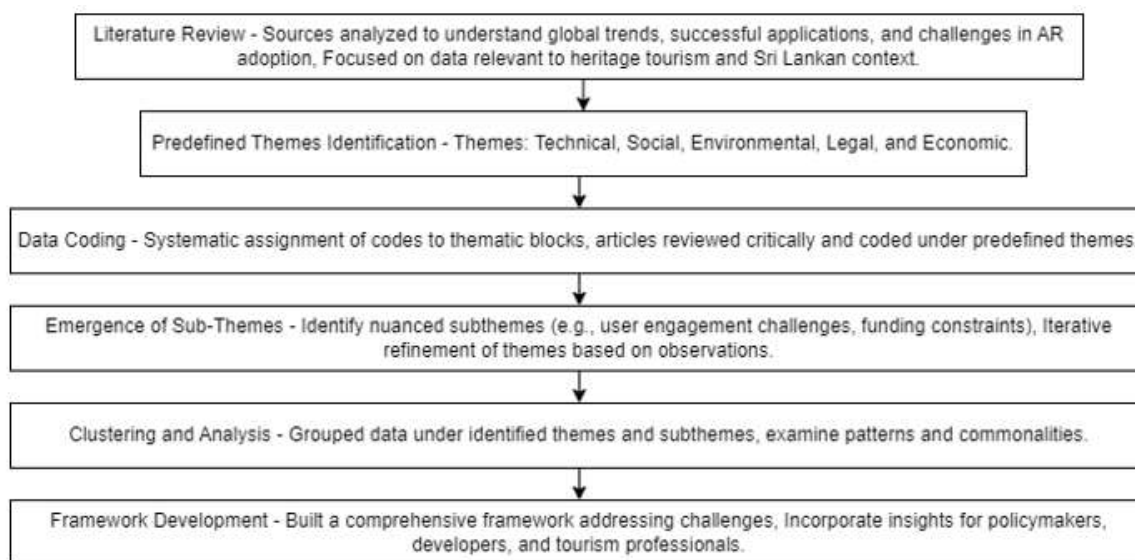 Literature Review - Sources analyzed to understand global trends, successful applications, and challenges in AR
adoption, Focused on data relevant to heritage tourism and Sri Lankan context.
Predefined Themes Identification - Themes: Technical, Social, Environmental, Legal, and Economic.
Data Coding - Systematic assignment of codes to thematic blocks, articles reviewed critically and coded under predefined themes
Emergence of Sub-Themes - Identify nuanced subthemes (e.g., user engagement challenges, funding constraints), Iterative
refinement of themes based on observations.
Clustering and Analysis - Grouped data under identified themes and subthemes, examine patterns and commonalities.
Framework Development - Built a comprehensive framework addressing challenges, Incorporate insights for policymakers,
developers, and tourism professionals.